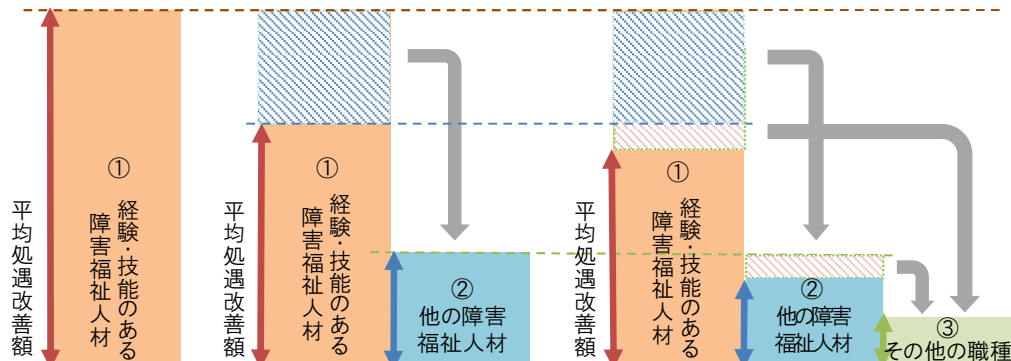 平均処遇改善額
①
経験・技能のある
障害福祉人材
平均処遇改善額
①
経験・技能のある
障害福祉人材
②
他の障害
福祉人材
平均処遇改善額
①
経験・技能のある
障害福祉人材
②
他の障害
福祉人材
③
その他の職種